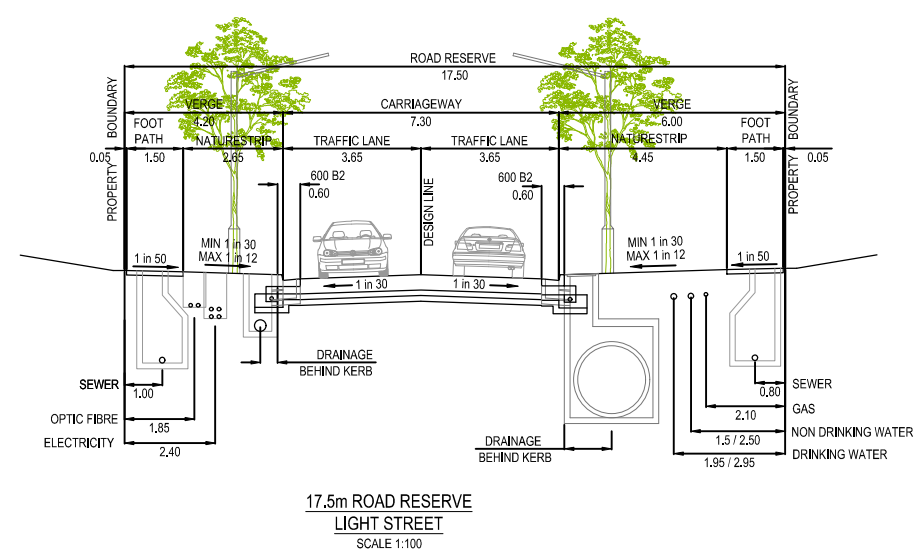 ROAD RESERVE
17.50
PROPERTY BOUNDARY
VERGE
4.20
CARRIAGEWAY
7.30
VERGE
6.00
PROPERTY BOUNDARY
0.05
FOOT
PATH
1.50
NATURESTRIP
2.65
TRAFFIC LANE
3.65
TRAFFIC LANE
3.65
NATURESTRIP
4.45
FOOT
PATH
1.50
0.05
600 B2
0.60
DESIGN LINE
600 B2
0.60
1 in 50
MIN 1 in 30
MAX 1 in 12
1 in 30
1 in 30
MIN 1 in 30
MAX 1 in 12
1 in 50
DRAINAGE
BEHIND KERB
SEWER
1.00
OPTIC FIBRE
1.85
ELECTRICITY
2.40
DRAINAGE
BEHIND KERB
SEWER
0.80
GAS
2.10
NON DRINKING WATER
1.5 / 2.50
DRINKING WATER
1.95 / 2.95
17.5m ROAD RESERVE
LIGHT STREET
SCALE 1:100